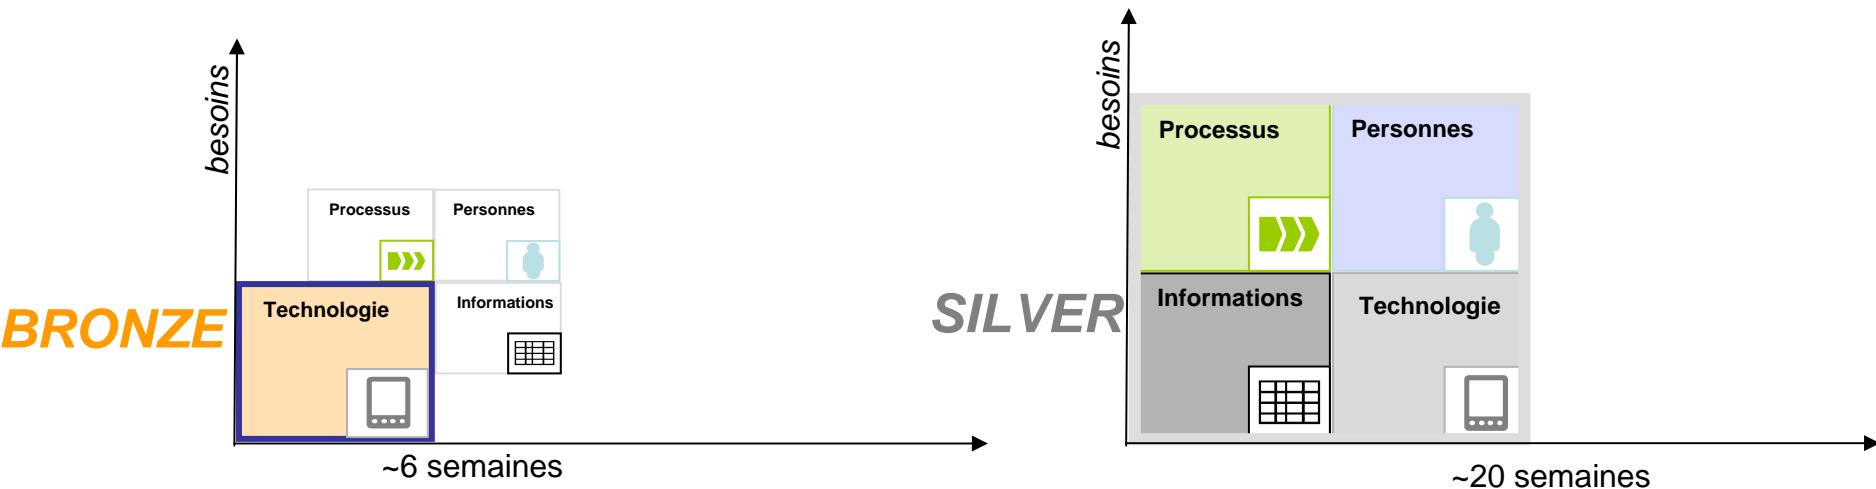 besoins
Processus
Personnes
BRONZE
Technologie
Informations
~6 semaines
besoins
Processus
Personnes
SILVER
Informations
Technologie
~20 semaines